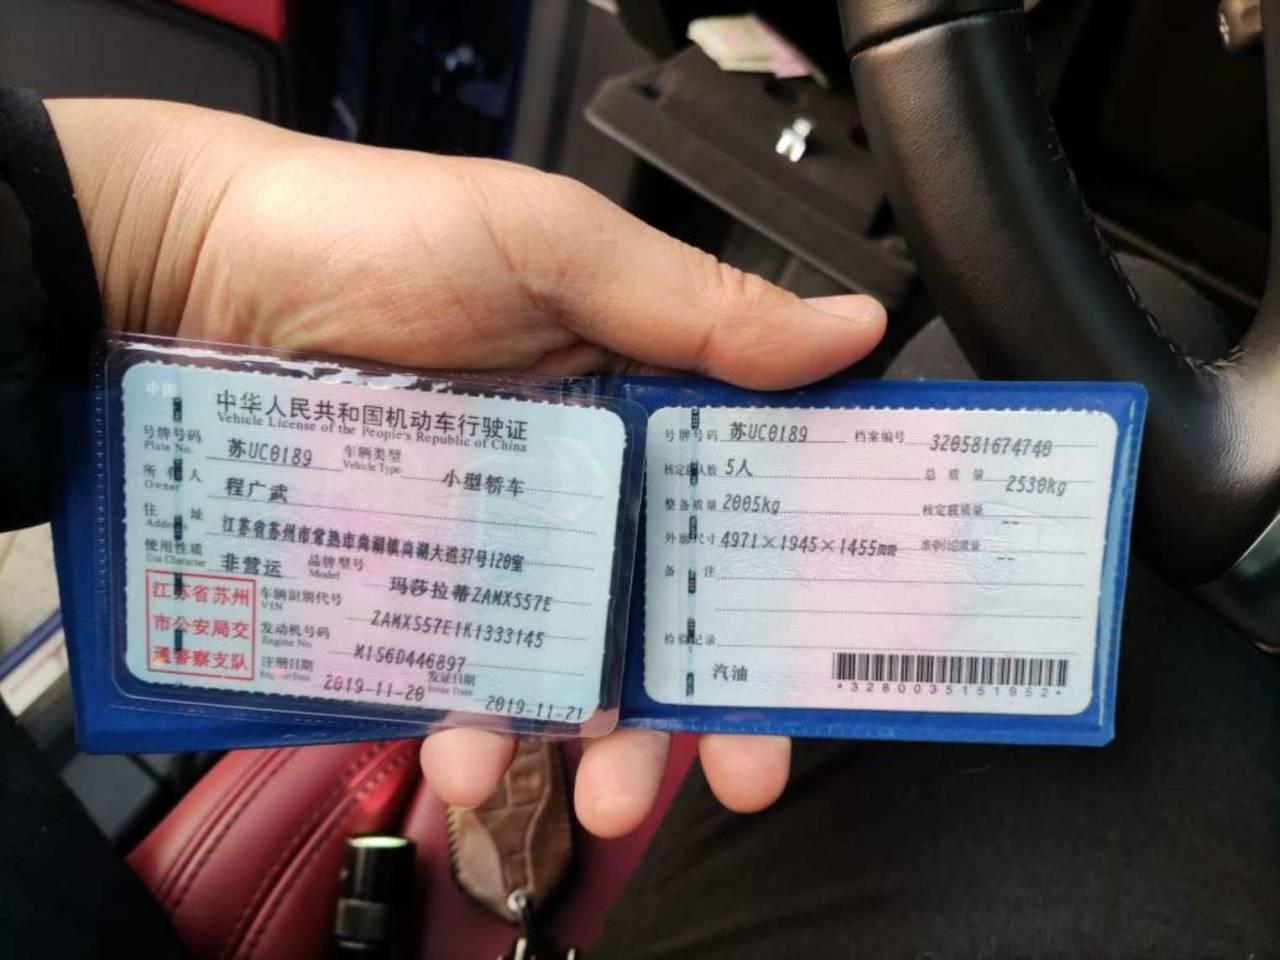 中华人民共和国机动车行驶证
Vehicle License of the People's Republic of China
号牌号码 苏UC0189 车辆类型 小型轿车
Plate No. Vehicle Type
所有人 程广武
Owner
住址 江苏省苏州市常熟市尚湖镇尚湖大道37号120室
Address
使用性质 非营运 品牌型号 玛莎拉蒂ZAMXS57E
Use Character Model
江苏省苏州
市公安局交
通警察支队
车辆识别代号 ZAMXS57E1K1333145
VIN
发动机号码 M156D446897
Engine No.
注册日期 2019-11-20 发证日期 2019-11-21
Register Date Issue Date
号牌号码 苏UC0189 档案编号 320581674740
核定载人数 5人 总质量 2530kg
整备质量 2005kg 核定载质量 --
外廓尺寸 4971×1945×1455mm 准牵引总质量 --
备注
检验记录
汽油
*3280035151952*